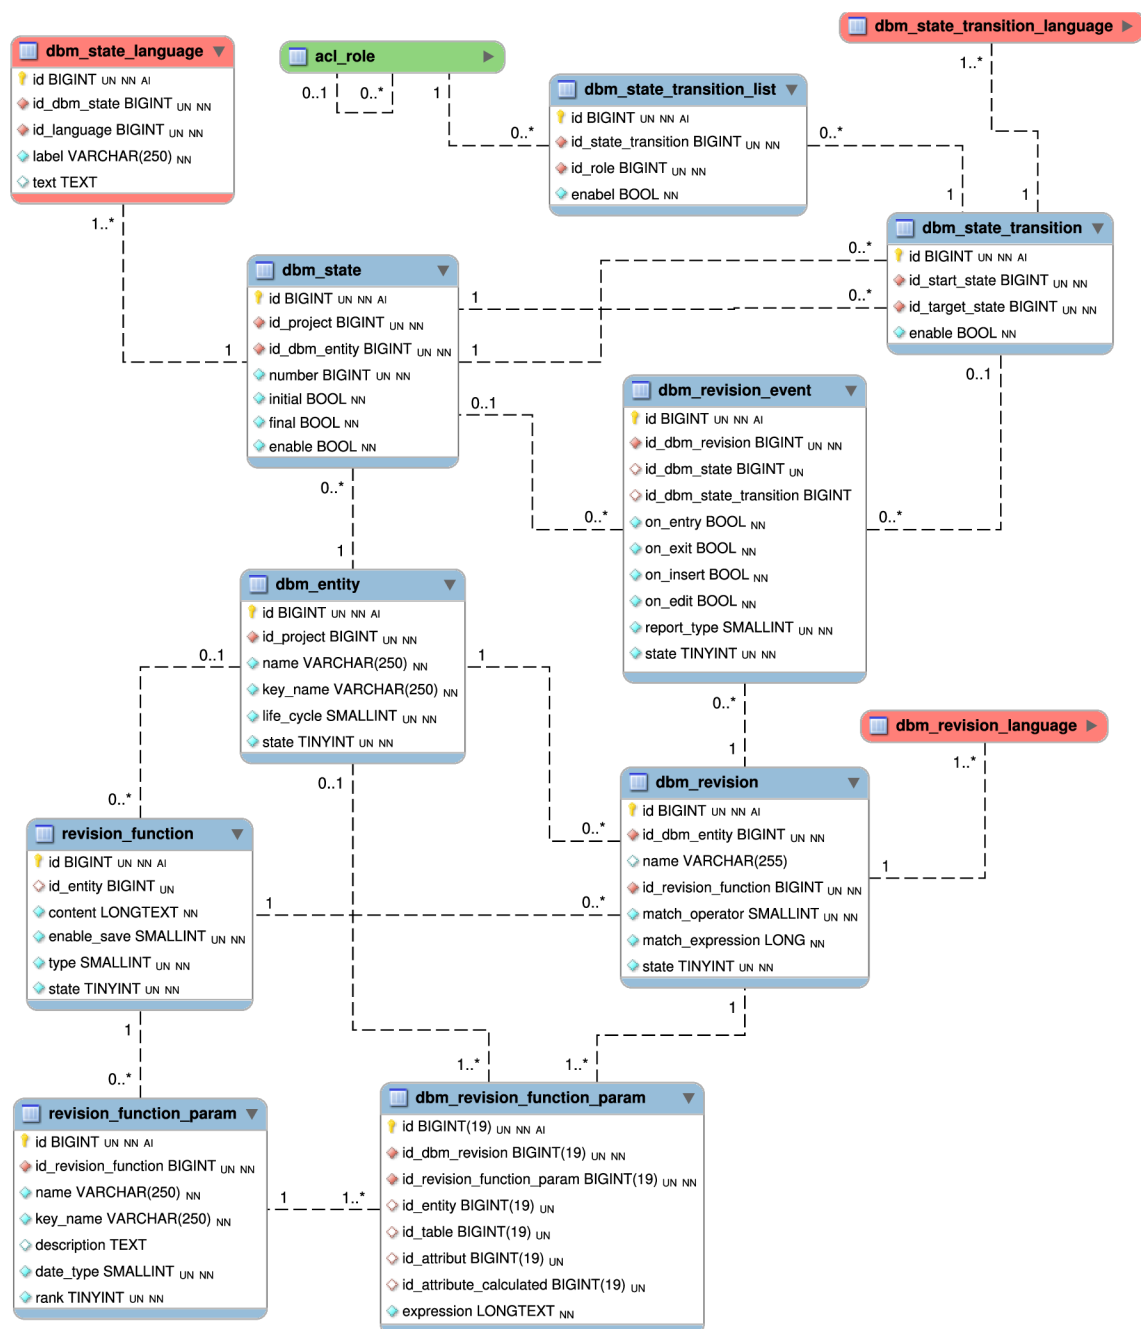 dbm_state_transition_language
1..*
dbm_state_language
id BIGINT UN NN AI
id_dbm_state BIGINT UN NN
id_language BIGINT UN NN
label VARCHAR(250) NN
text TEXT
1..*
1
acl_role
0..1
0..*
1
0..*
dbm_state_transition_list
id BIGINT UN NN AI
id_state_transition BIGINT UN NN
id_role BIGINT UN NN
enabel BOOL NN
0..*
1
1
dbm_state_transition
id BIGINT UN NN AI
id_start_state BIGINT UN NN
id_target_state BIGINT UN NN
enable BOOL NN
0..*
0..*
0..1
dbm_state
id BIGINT UN NN AI
id_project BIGINT UN NN
id_dbm_entity BIGINT UN NN
number BIGINT UN NN
initial BOOL NN
final BOOL NN
enable BOOL NN
1
1
0..1
0..*
1
dbm_revision_event
id BIGINT UN NN AI
id_dbm_revision BIGINT UN NN
id_dbm_state BIGINT UN
id_dbm_state_transition BIGINT
on_entry BOOL NN
on_exit BOOL NN
on_insert BOOL NN
on_edit BOOL NN
report_type SMALLINT UN NN
state TINYINT UN NN
0..*
0..*
0..*
1
dbm_entity
id BIGINT UN NN AI
id_project BIGINT UN NN
name VARCHAR(250) NN
key_name VARCHAR(250) NN
life_cycle SMALLINT UN NN
state TINYINT UN NN
0..1
1
0..1
0..*
0..*
dbm_revision_language
1..*
1
dbm_revision
id BIGINT UN NN AI
id_dbm_entity BIGINT UN NN
name VARCHAR(255)
id_revision_function BIGINT UN NN
match_operator SMALLINT UN NN
match_expression LONG NN
state TINYINT UN NN
revision_function
id BIGINT UN NN AI
id_entity BIGINT UN
content LONGTEXT NN
enable_save SMALLINT UN NN
type SMALLINT UN NN
state TINYINT UN NN
1
0..*
1
0..*
1
1..*
1..*
revision_function_param
id BIGINT UN NN AI
id_revision_function BIGINT UN NN
name VARCHAR(250) NN
key_name VARCHAR(250) NN
description TEXT
date_type SMALLINT UN NN
rank TINYINT UN NN
1
1..*
dbm_revision_function_param
id BIGINT(19) UN NN AI
id_dbm_revision BIGINT(19) UN NN
id_revision_function_param BIGINT(19) UN NN
id_entity BIGINT(19) UN
id_table BIGINT(19) UN
id_attribut BIGINT(19) UN
id_attribute_calculated BIGINT(19) UN
expression LONGTEXT NN